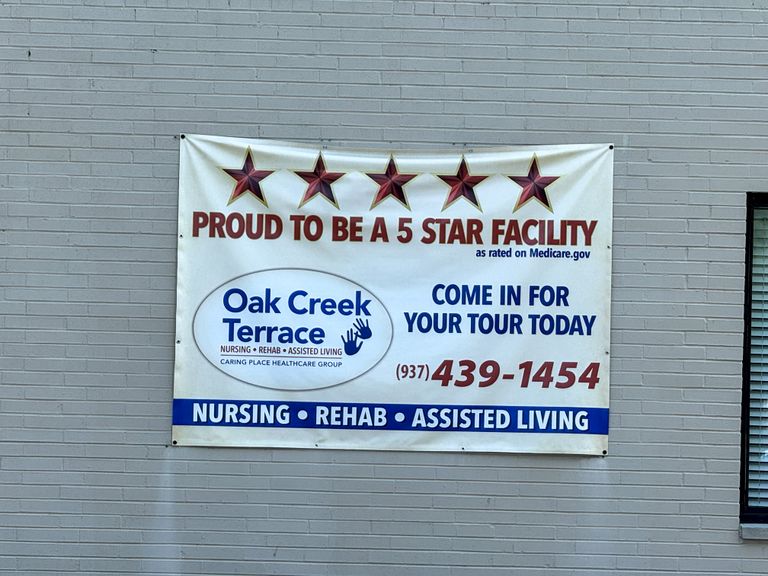 PROUD TO BE A 5 STAR FACILITY
as rated on Medicare.gov
Oak Creek
Terrace
NURSING • REHAB • ASSISTED LIVING
CARING PLACE HEALTHCARE GROUP
COME IN FOR
YOUR TOUR TODAY
(937) 439-1454
NURSING • REHAB • ASSISTED LIVING